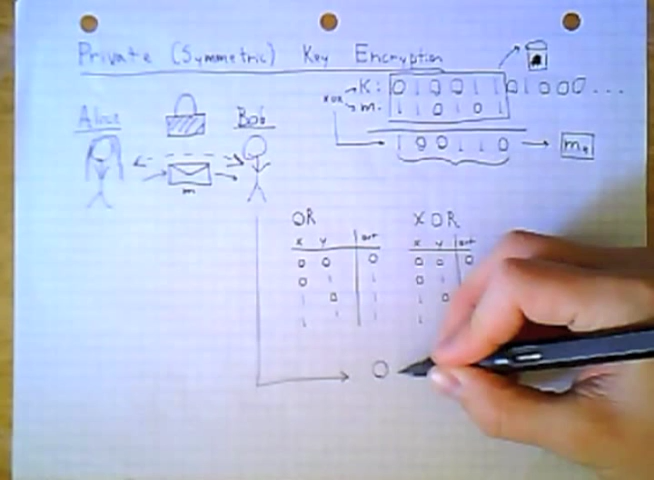 Private (Symmetric) Key Encryption
K: 0 1 0 0 1 1 0 1 0 0 0 ...
XOR
m: 1 1 0 1 0 1
1 0 0 1 1 0
me
Alice
Bob
m
OR
x y out
0 0 0
0 1 1
1 0 1
1 1 1
XOR
x y out
0 0 0
0 1
1 0
1
0